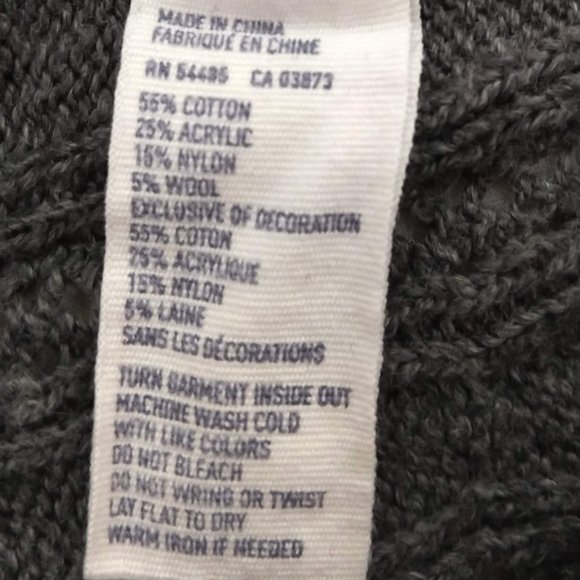 MADE IN CHINA
FABRIQUÉ EN CHINE
RN 54485 CA 03873
55% COTTON
25% ACRYLIC
15% NYLON
5% WOOL
EXCLUSIVE OF DECORATION
55% COTON
25% ACRYLIQUE
15% NYLON
5% LAINE
SANS LES DÉCORATIONS
TURN GARMENT INSIDE OUT
MACHINE WASH COLD
WITH LIKE COLORS
DO NOT BLEACH
DO NOT WRING OR TWIST
LAY FLAT TO DRY
WARM IRON IF NEEDED